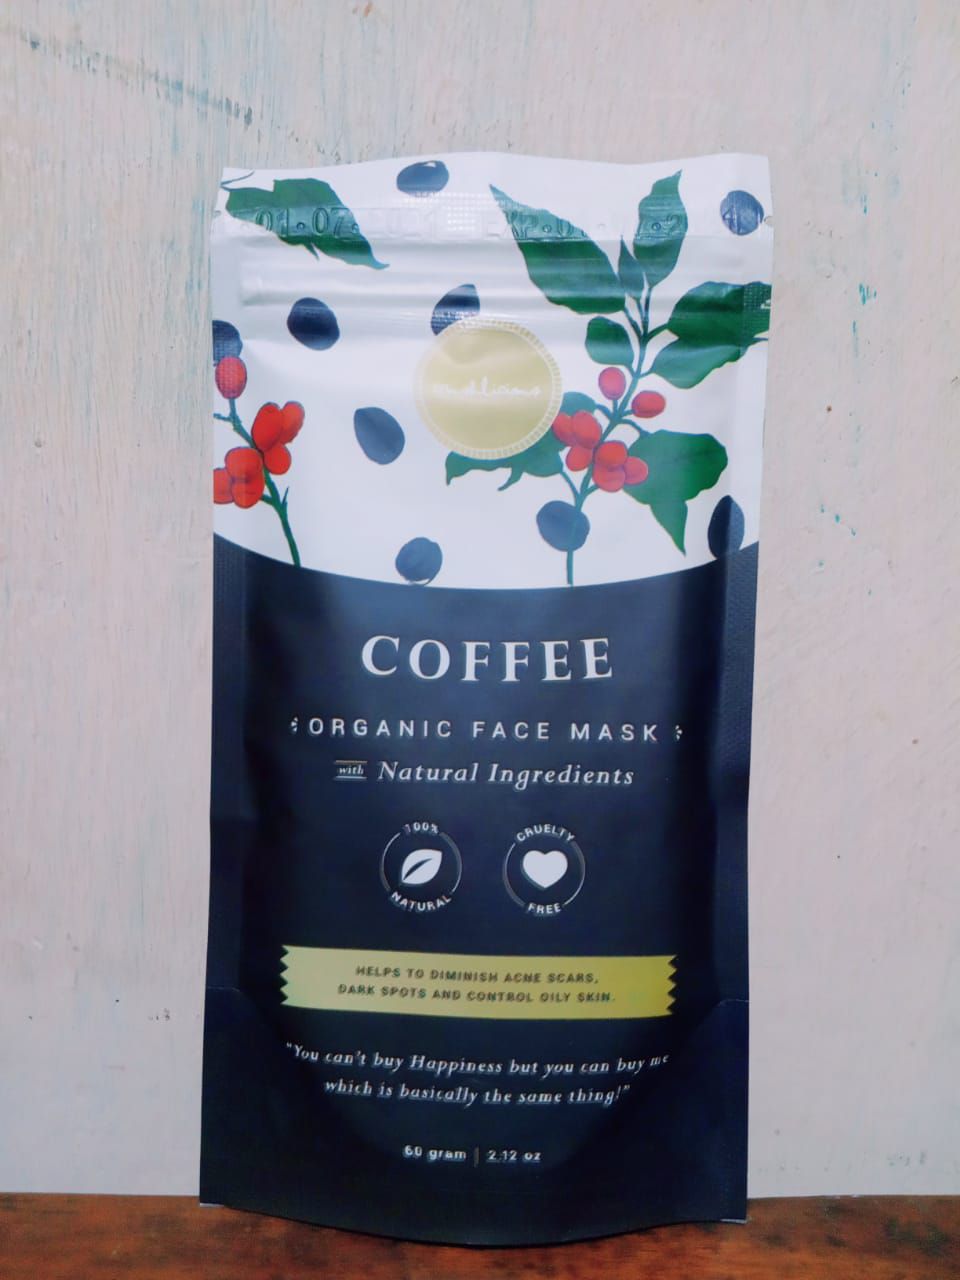 COFFEE
ORGANIC FACE MASK
with Natural Ingredients
100%
NATURAL
CRUELTY
FREE
HELPS TO DIMINISH ACNE SCARS,
DARK SPOTS AND CONTROL OILY SKIN.
"You can't buy Happiness but you can buy me
which is basically the same thing!"
60 gram | 2.12 oz